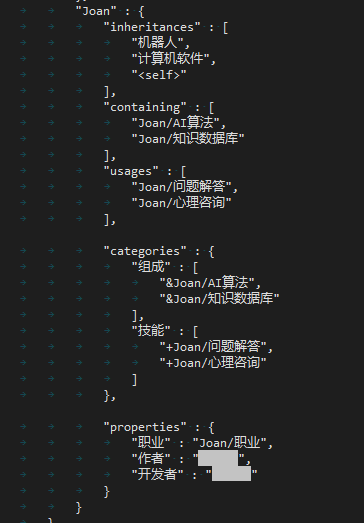 "Joan" : {
"inheritances" : [
"机器人",
"计算机软件",
"<self>"
],
"containing" : [
"Joan/AI算法",
"Joan/知识数据库"
],
"usages" : [
"Joan/问题解答",
"Joan/心理咨询"
],
"categories" : {
"组成" : [
"&Joan/AI算法",
"&Joan/知识数据库"
],
"技能" : [
"+Joan/问题解答",
"+Joan/心理咨询"
]
},
"properties" : {
"职业" : "Joan/职业",
"作者" : "",
"开发者" : ""
}
}
}